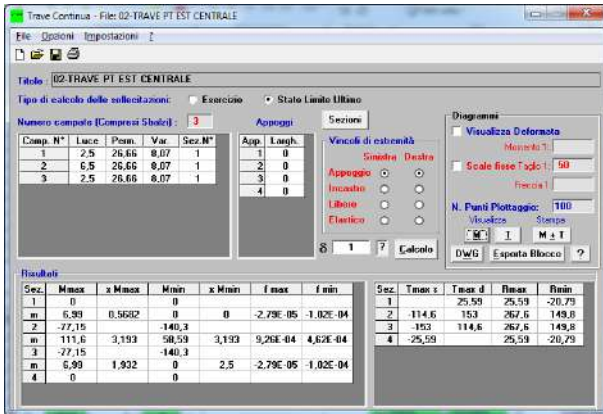 Trave Continua - File: 02-TRAVE PT EST CENTRALE
File Opzioni Impostazioni ?
Titolo : 02-TRAVE PT EST CENTRALE
Tipo di calcolo delle sollecitazioni: Esercizio Stato Limite Ultimo
Numero campate (Compresi Sbalzi) : 3 Appoggi Sezioni Diagrammi
Camp. N° Luce Perm. Var. Sez.N°
1 2,5 26,66 8,07 1
2 6,5 26,66 8,07 1
3 2,5 26,66 8,07 1
App. Largh.
1 0
2 0
3 0
4 0
Vincoli di estremità
Sinistra Destra
Appoggio
Incastro
Libero
Elastico
δ 1 ? Calcolo
Visualizza Deformata
Momento 1:
Scale fisse Taglio 1: 50
Freccia 1:
N. Punti Plottaggio: 100
Visualizza Stampa
M T M + T
DWG Esporta Blocco ?
Risultati
Sez. Mmax x Mmax Mmin x Mmin f max f min
1 0 0
m 6,99 0.5682 0 0 -2,79E-05 -1,02E-04
2 -77,15 -140,3
m 111,6 3,193 58,59 3,193 9,26E-04 4,62E-04
3 -77,15 -140,3
m 6,99 1,932 0 2,5 -2,79E-05 -1,02E-04
4 0 0
Sez. Tmax s Tmax d Rmax Rmin
1 25,59 25,59 -20,79
2 -114,6 153 267,6 149,8
3 -153 114,6 267,6 149,8
4 -25,59 25,59 -20,79